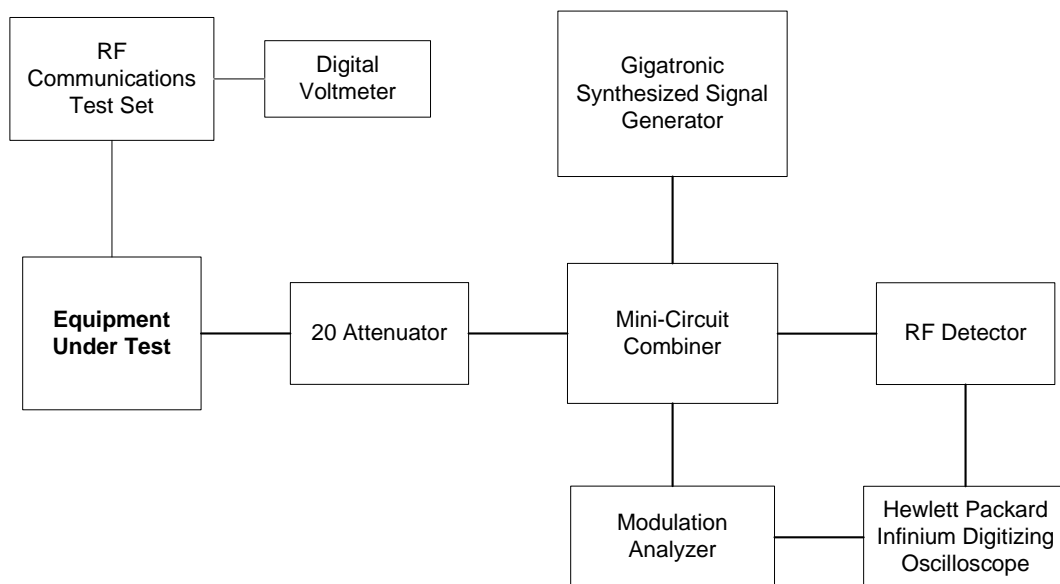 RF
Communications
Test Set
Digital
Voltmeter
Gigatronic
Synthesized Signal
Generator
Equipment
Under Test
20 Attenuator
Mini-Circuit
Combiner
RF Detector
Modulation
Analyzer
Hewlett Packard
Infinium Digitizing
Oscilloscope